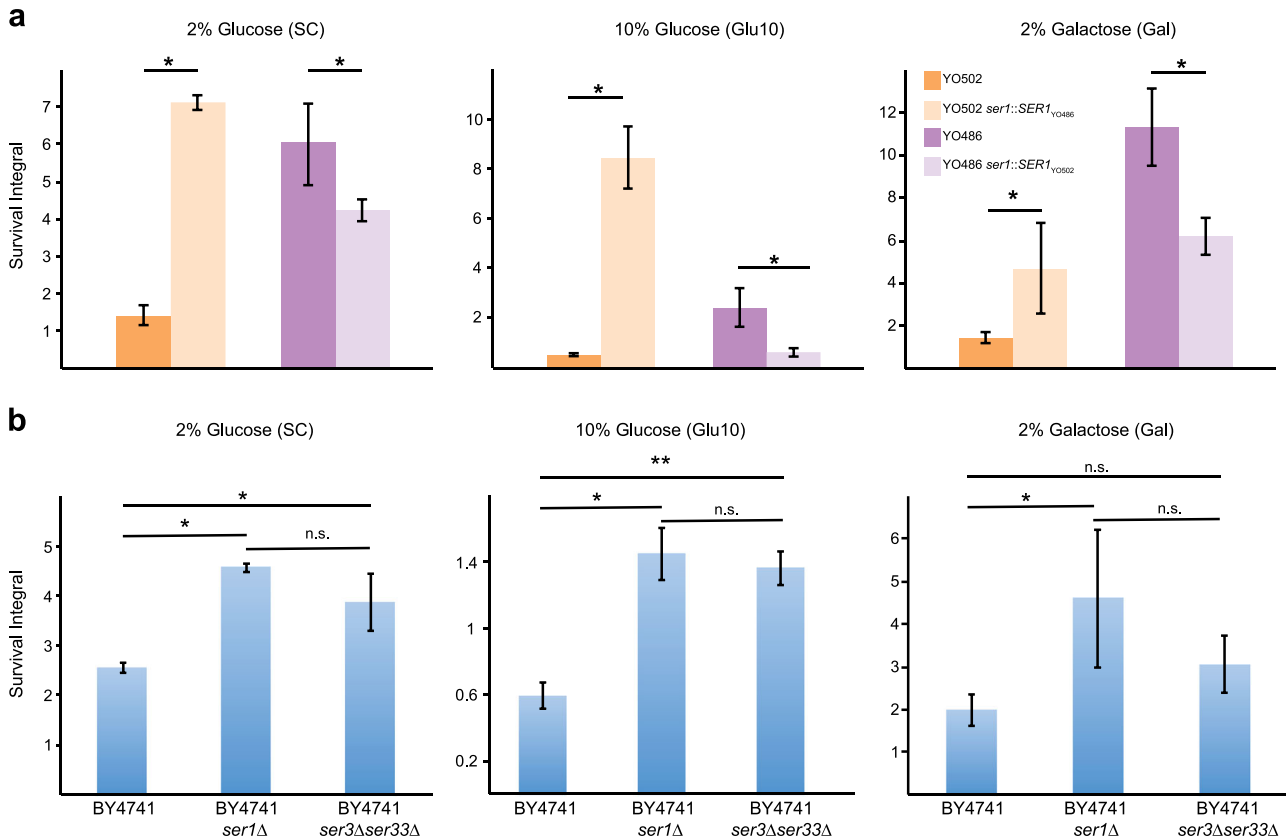 a
2% Glucose (SC)
10% Glucose (Glu10)
2% Galactose (Gal)
Survival Integral
7
6
5
4
3
2
1
*
*
10
8
6
4
2
*
*
12
10
8
6
4
2
*
*
YO502
YO502 ser1::SER1YO486
YO486
YO486 ser1::SER1YO502
b
2% Glucose (SC)
10% Glucose (Glu10)
2% Galactose (Gal)
Survival Integral
5
4
3
2
1
*
*
n.s.
1.4
1
0.6
0.2
**
*
n.s.
6
5
4
3
2
1
n.s.
*
n.s.
BY4741
BY4741
ser1Δ
BY4741
ser3Δser33Δ
BY4741
BY4741
ser1Δ
BY4741
ser3Δser33Δ
BY4741
BY4741
ser1Δ
BY4741
ser3Δser33Δ